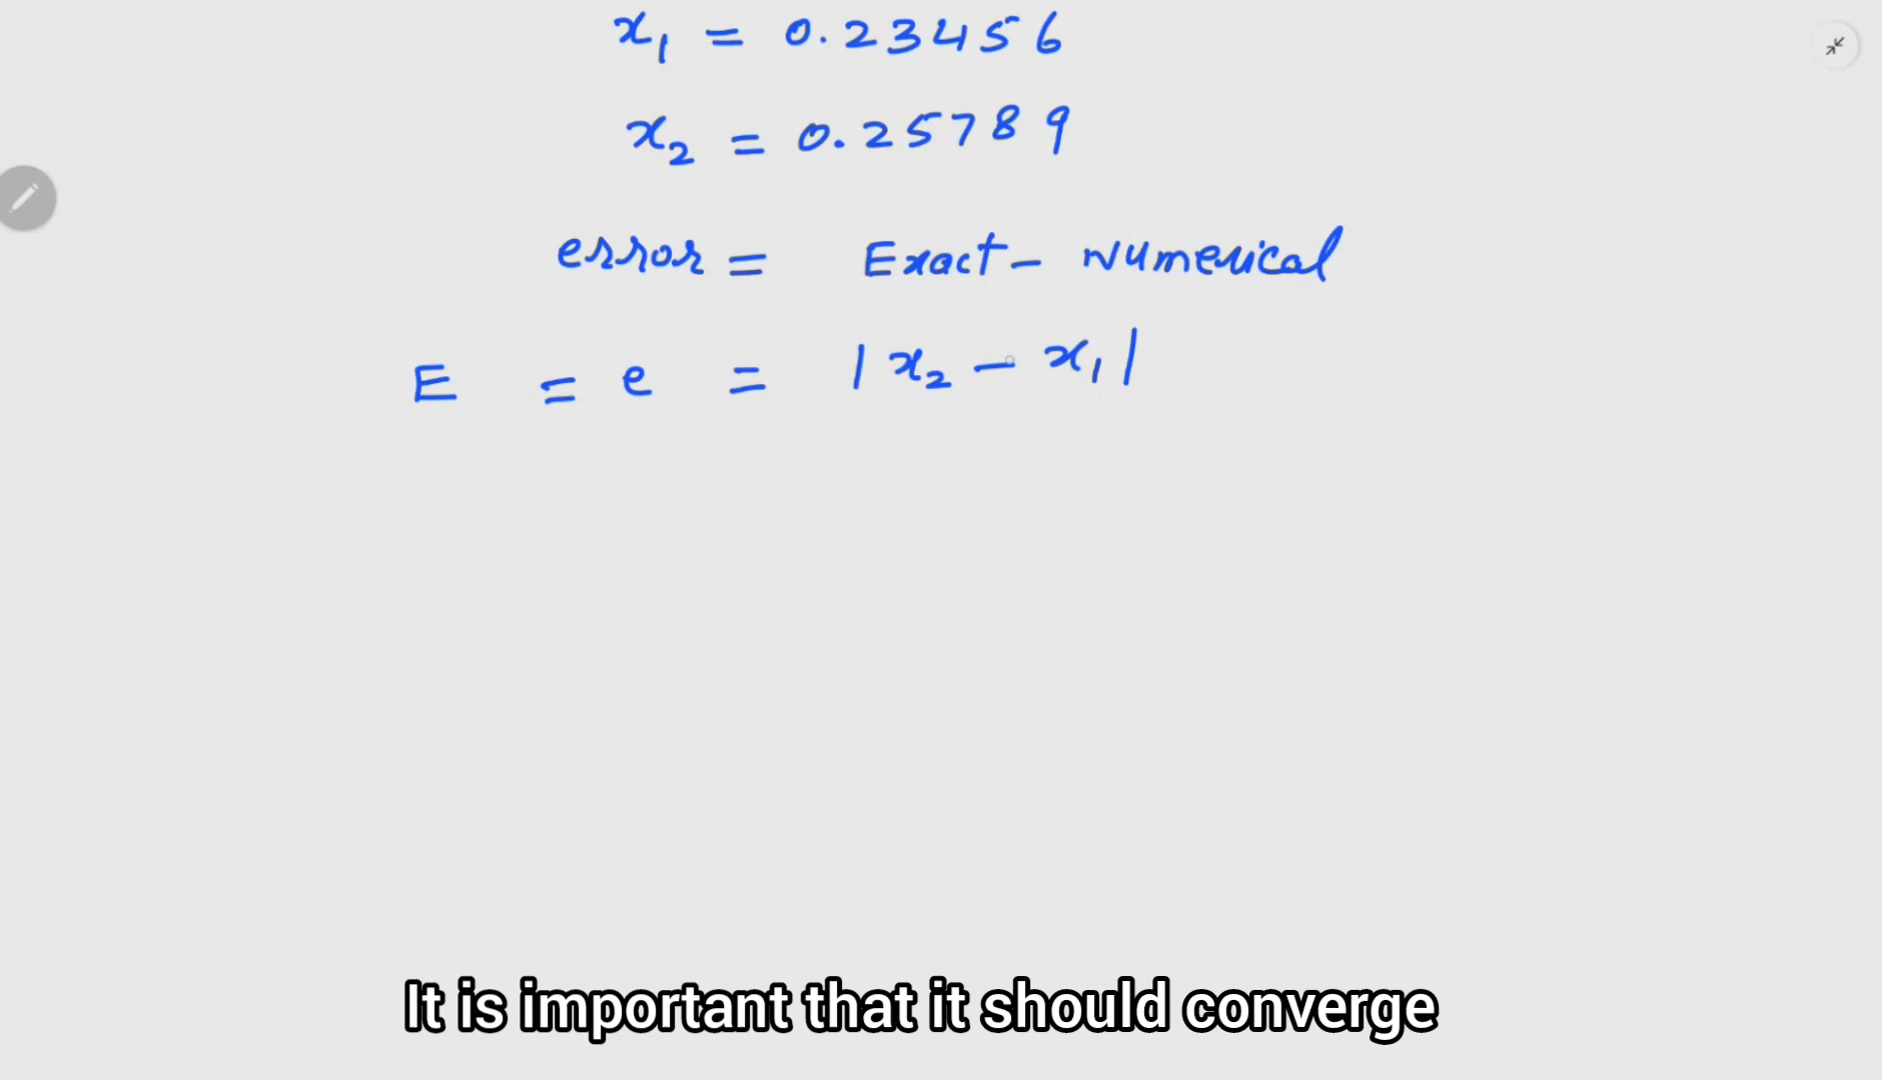 x₁ = 0.23456
x₂ = 0.25789
error = Exact - Numerical
E = e = |x₂ - x₁|
It is important that it should converge